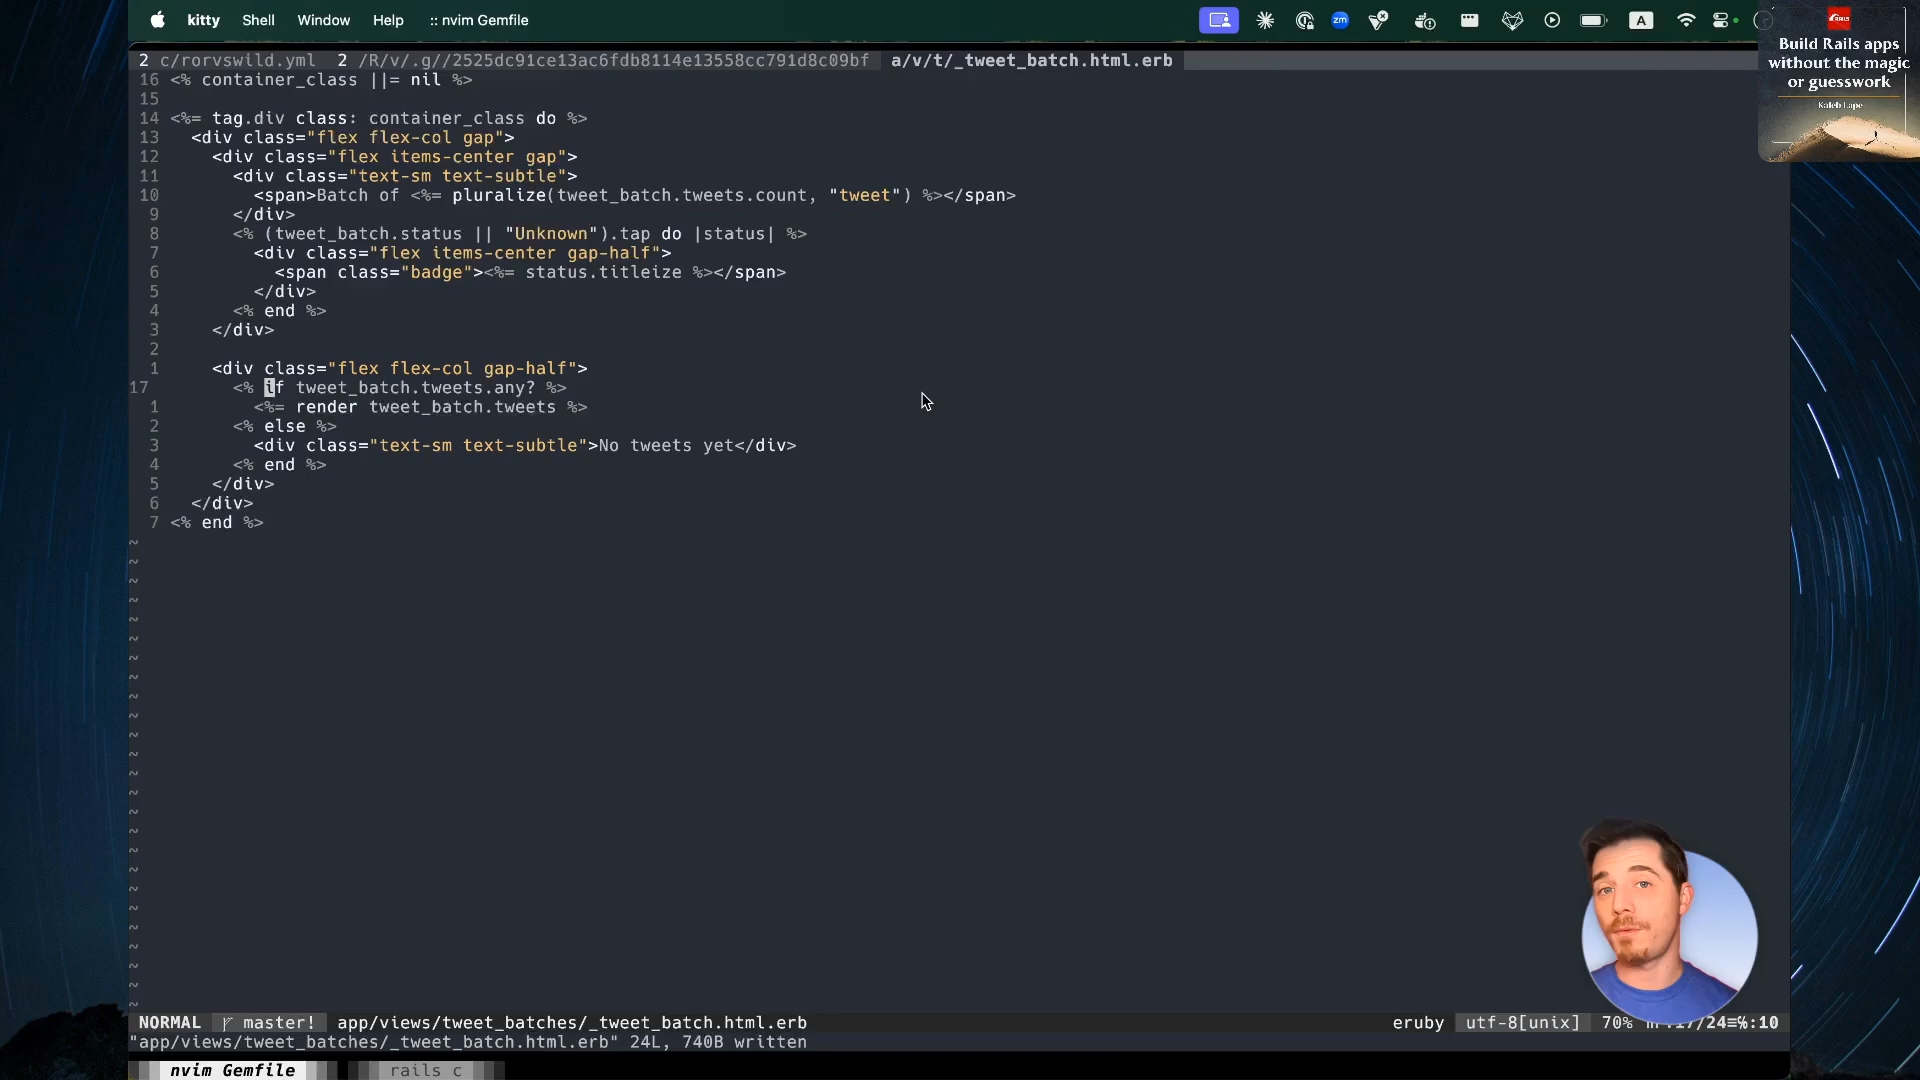 kitty Shell Window Help :: nvim Gemfile
zm
A
RAILS
Build Rails apps
without the magic
or guesswork
Kaleb Lape
2 c/rorvswild.yml 2 /R/v/.g//2525dc91ce13ac6fdb8114e13558cc791d8c09bf a/v/t/_tweet_batch.html.erb
16 <% container_class ||= nil %>
15
14 <%= tag.div class: container_class do %>
13 <div class="flex flex-col gap">
12 <div class="flex items-center gap">
11 <div class="text-sm text-subtle">
10 <span>Batch of <%= pluralize(tweet_batch.tweets.count, "tweet") %></span>
9 </div>
8 <% (tweet_batch.status || "Unknown").tap do |status| %>
7 <div class="flex items-center gap-half">
6 <span class="badge"><%= status.titleize %></span>
5 </div>
4 <% end %>
3 </div>
2
1 <div class="flex flex-col gap-half">
17 <% if tweet_batch.tweets.any? %>
1 <%= render tweet_batch.tweets %>
2 <% else %>
3 <div class="text-sm text-subtle">No tweets yet</div>
4 <% end %>
5 </div>
6 </div>
7 <% end %>
NORMAL master! app/views/tweet_batches/_tweet_batch.html.erb eruby utf-8[unix] 70% :17/24≡℅:10
"app/views/tweet_batches/_tweet_batch.html.erb" 24L, 740B written
nvim Gemfile rails c